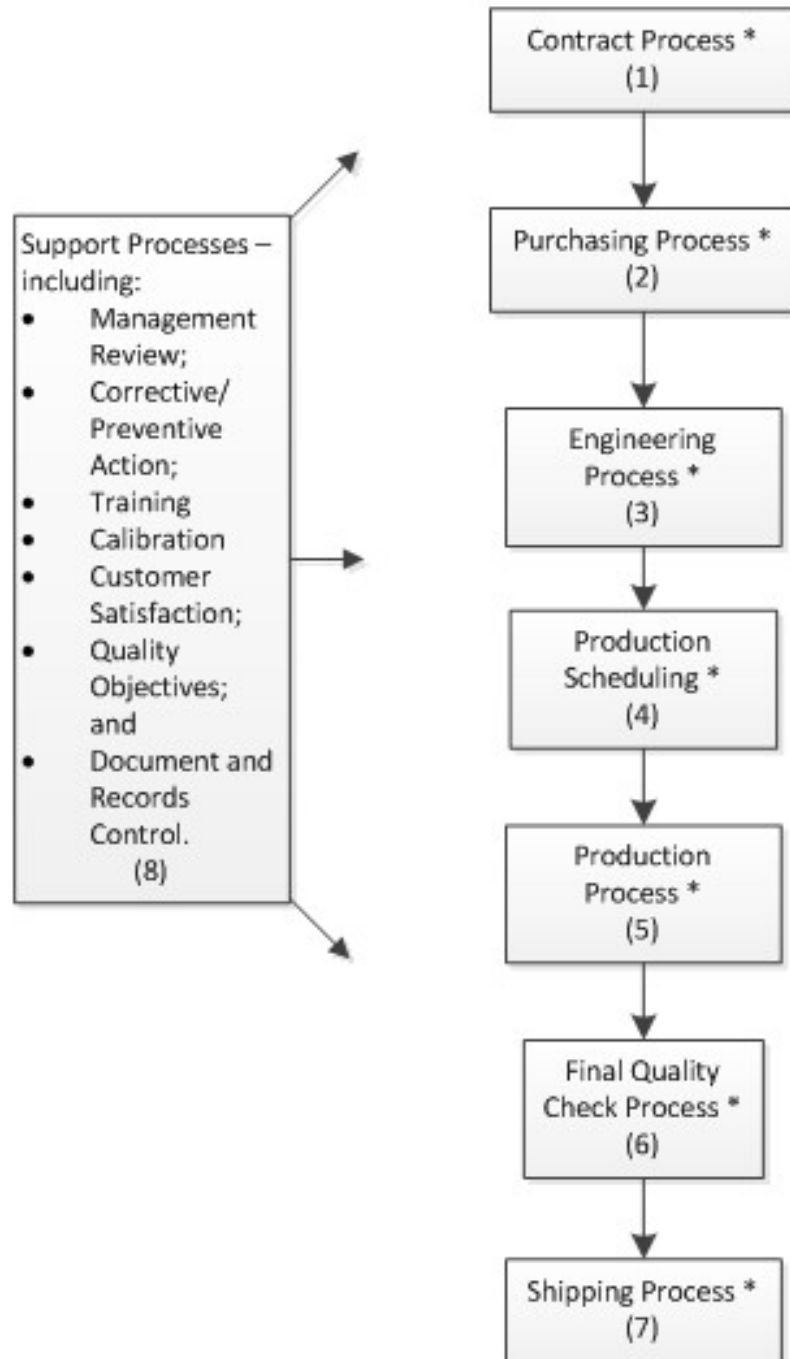 Contract Process *
(1)
Purchasing Process *
(2)
Engineering
Process *
(3)
Production
Scheduling *
(4)
Production
Process *
(5)
Final Quality
Check Process *
(6)
Shipping Process *
(7)
Support Processes –
including:
• Management
Review;
• Corrective/
Preventive
Action;
• Training
• Calibration
• Customer
Satisfaction;
• Quality
Objectives;
and
• Document and
Records
Control.
(8)